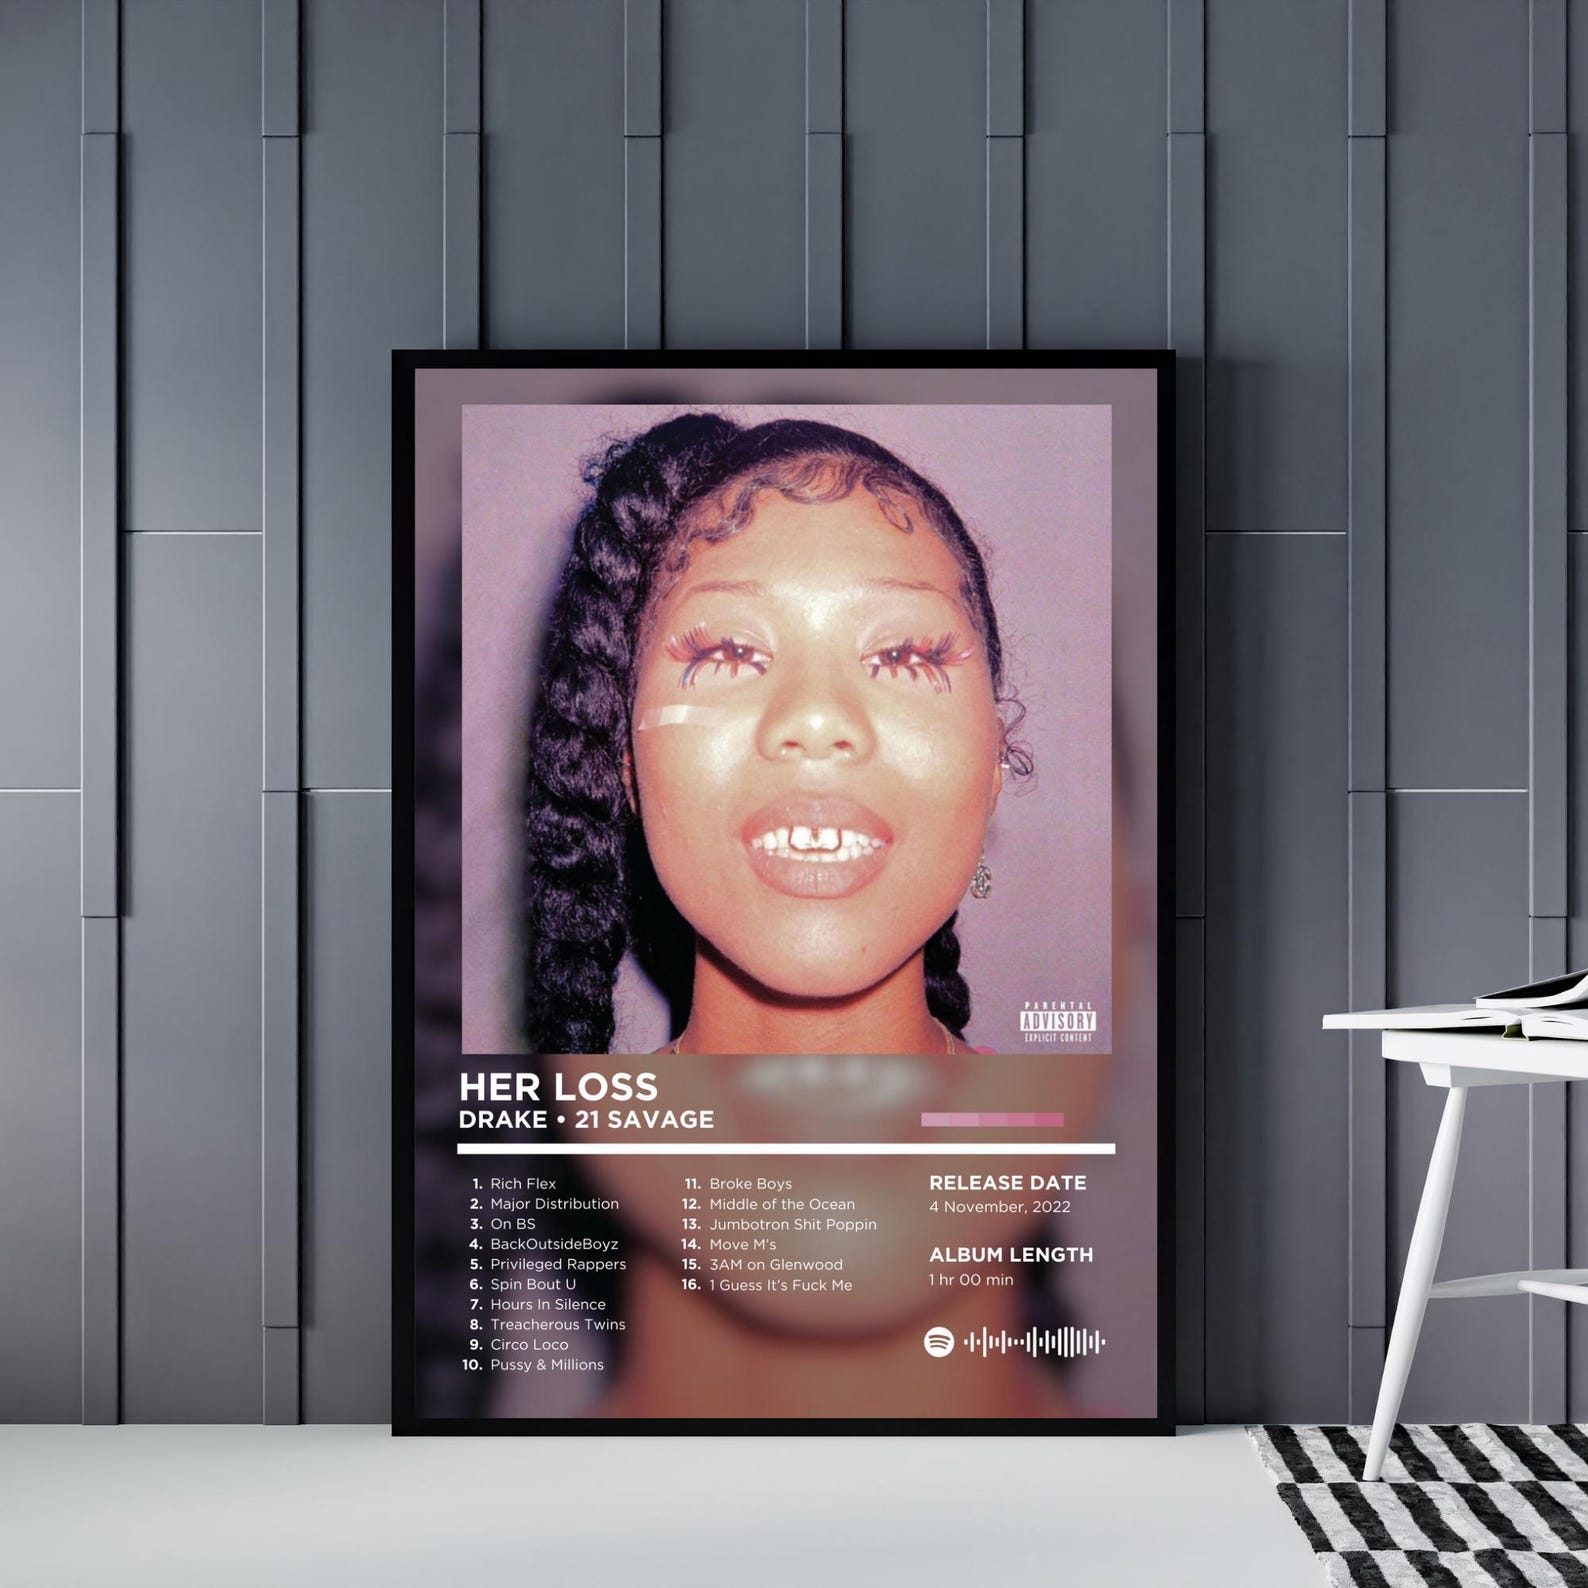 PARENTAL
ADVISORY
EXPLICIT CONTENT
HER LOSS
DRAKE • 21 SAVAGE
1. Rich Flex
2. Major Distribution
3. On BS
4. BackOutsideBoyz
5. Privileged Rappers
6. Spin Bout U
7. Hours In Silence
8. Treacherous Twins
9. Circo Loco
10. Pussy & Millions
11. Broke Boys
12. Middle of the Ocean
13. Jumbotron Shit Poppin
14. Move M's
15. 3AM on Glenwood
16. 1 Guess It's Fuck Me
RELEASE DATE
4 November, 2022
ALBUM LENGTH
1 hr 00 min